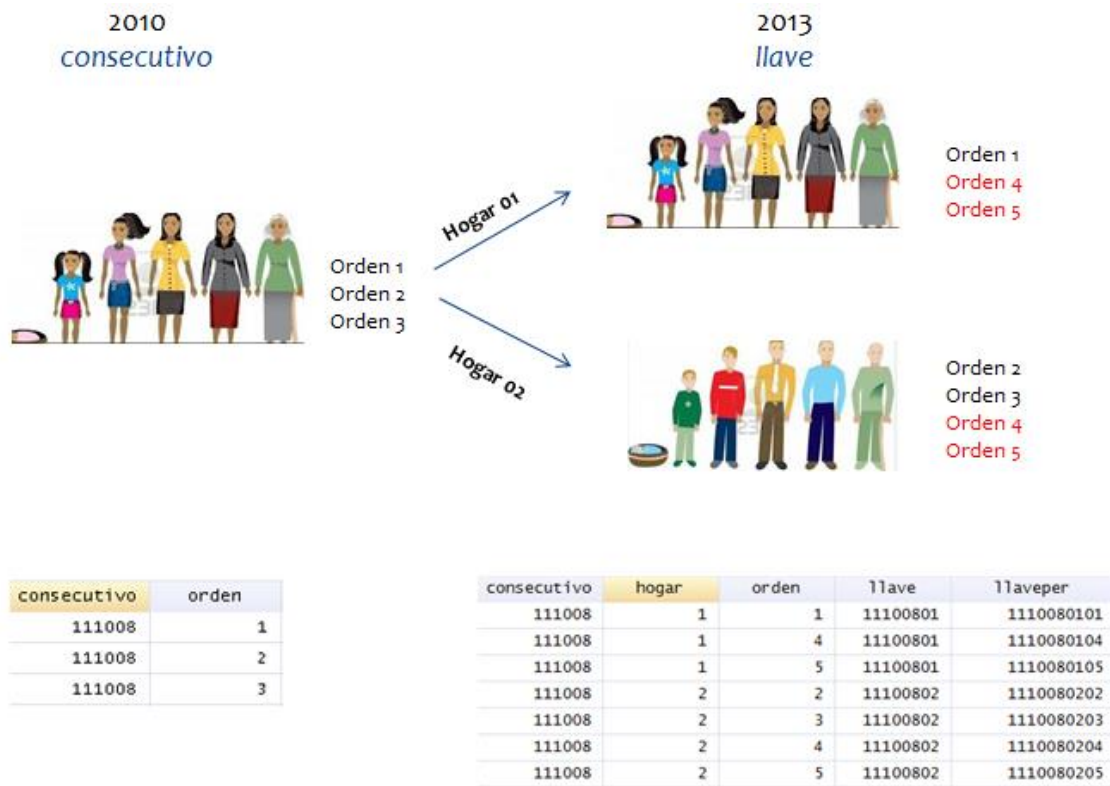 2010
consecutivo
2013
llave
Orden 1
Orden 4
Orden 5
Hogar 01
Orden 1
Orden 2
Orden 3
Hogar 02
Orden 2
Orden 3
Orden 4
Orden 5
consecutivo orden
111008 1
111008 2
111008 3
consecutivo hogar orden llave llaveper
111008 1 1 11100801 1110080101
111008 1 4 11100801 1110080104
111008 1 5 11100801 1110080105
111008 2 2 11100802 1110080202
111008 2 3 11100802 1110080203
111008 2 4 11100802 1110080204
111008 2 5 11100802 1110080205